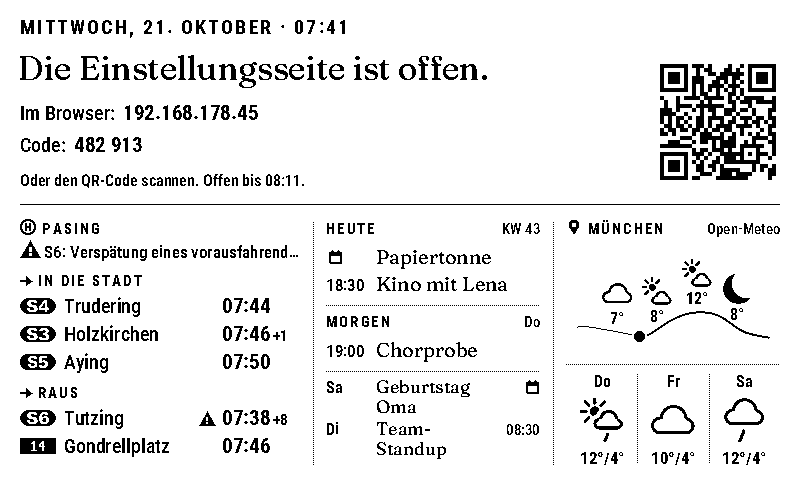 MITTWOCH, 21. OKTOBER · 07:41
Die Einstellungsseite ist offen.
Im Browser: 192.168.178.45
Code: 482 913
Oder den QR-Code scannen. Offen bis 08:11.
H PASING
S6: Verspätung eines vorausfahrend…
→ IN DIE STADT
S4 Trudering 07:44
S3 Holzkirchen 07:46 +1
S5 Aying 07:50
→ RAUS
S6 Tutzing 07:38 +8
14 Gondrellplatz 07:46
HEUTE KW 43
Papiertonne
18:30 Kino mit Lena
MORGEN Do
19:00 Chorprobe
Sa Geburtstag
Oma
Di Team- 08:30
Standup
MÜNCHEN Open-Meteo
7° 8° 12° 8°
Do Fr Sa
12°/4° 10°/4° 12°/4°